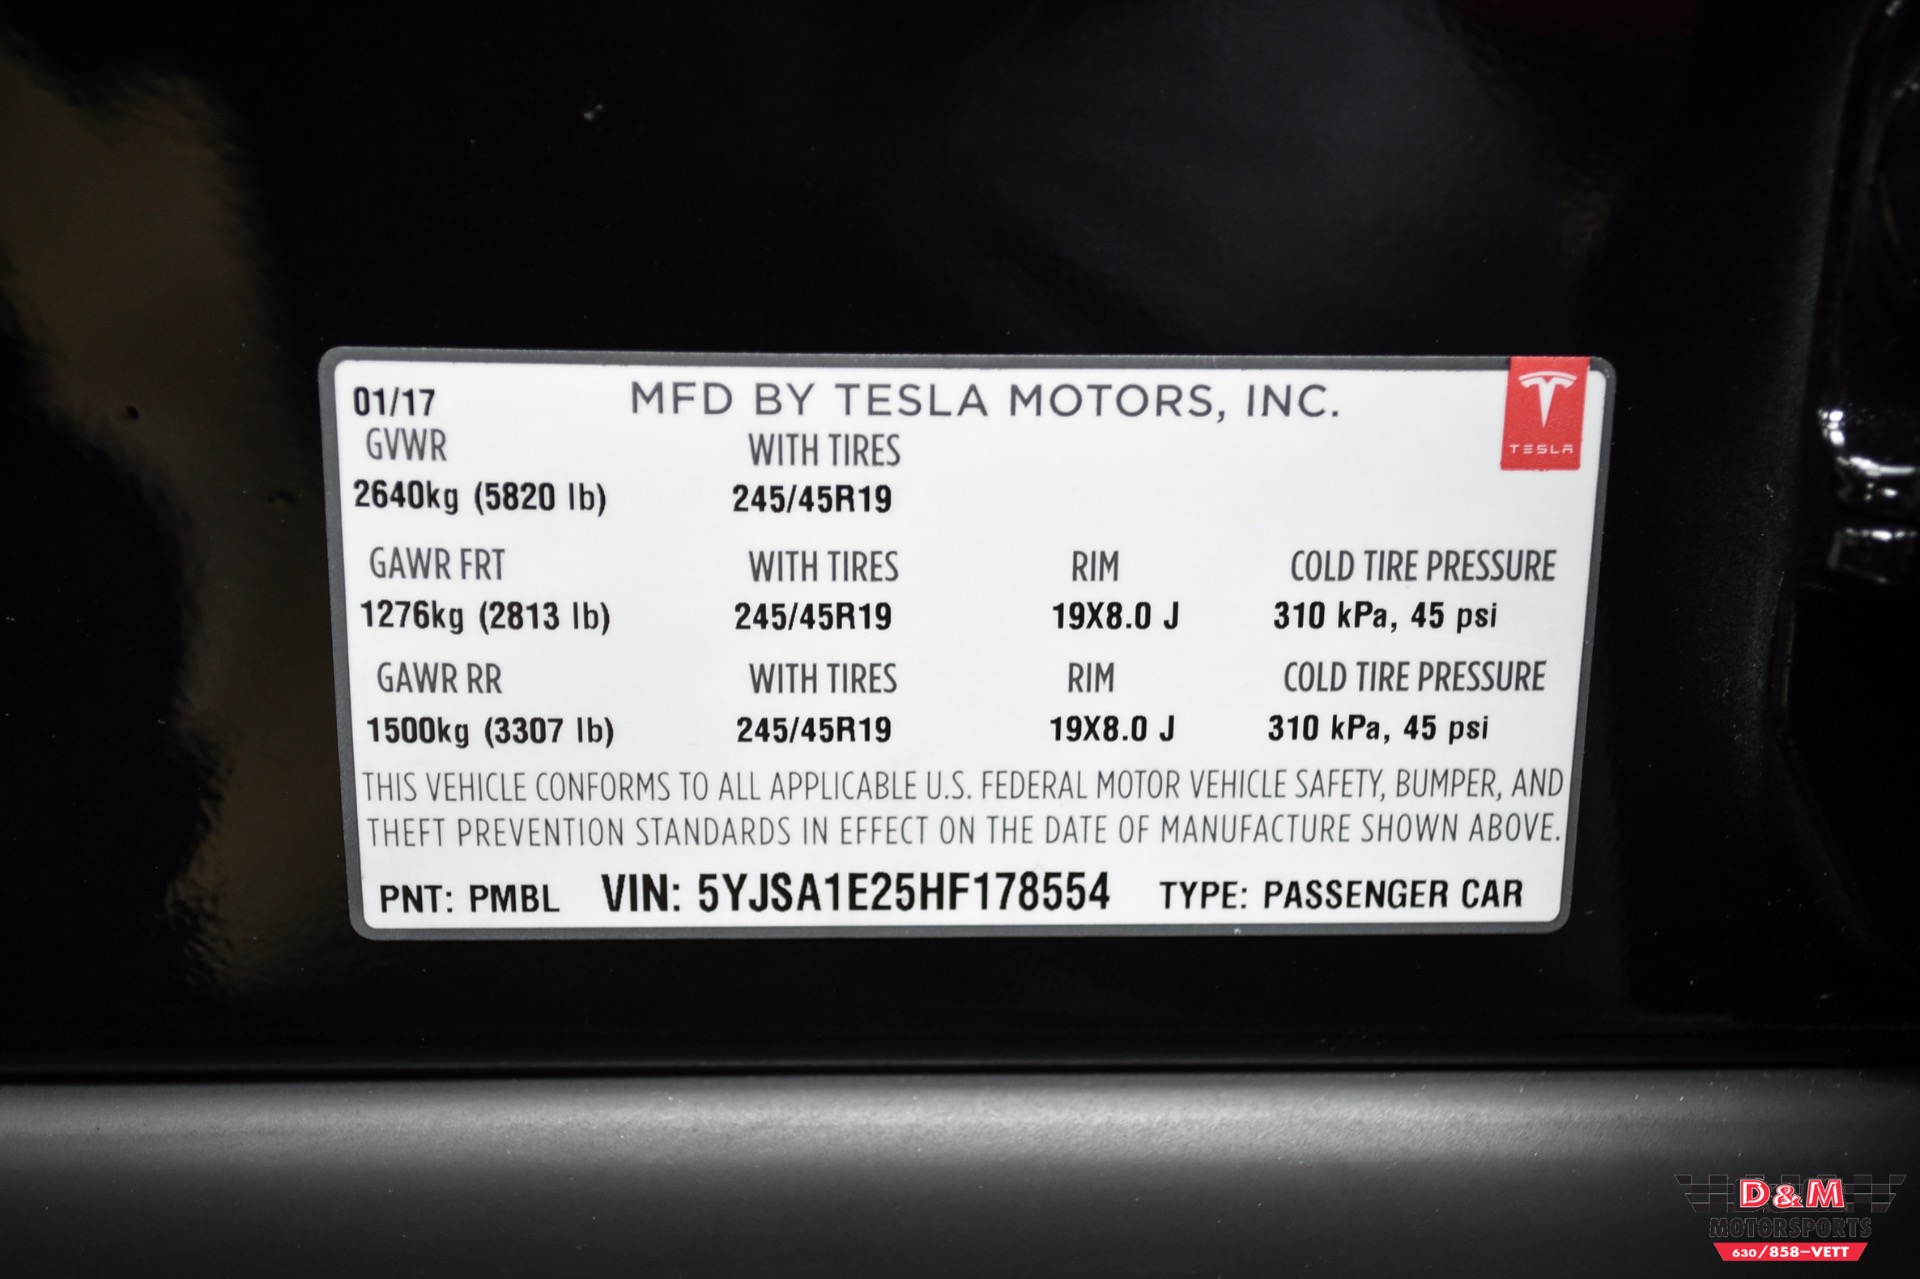 01/17 MFD BY TESLA MOTORS, INC.
TESLA
GVWR WITH TIRES
2640kg (5820 lb) 245/45R19
GAWR FRT WITH TIRES RIM COLD TIRE PRESSURE
1276kg (2813 lb) 245/45R19 19X8.0 J 310 kPa, 45 psi
GAWR RR WITH TIRES RIM COLD TIRE PRESSURE
1500kg (3307 lb) 245/45R19 19X8.0 J 310 kPa, 45 psi
THIS VEHICLE CONFORMS TO ALL APPLICABLE U.S. FEDERAL MOTOR VEHICLE SAFETY, BUMPER, AND
THEFT PREVENTION STANDARDS IN EFFECT ON THE DATE OF MANUFACTURE SHOWN ABOVE.
PNT: PMBL VIN: 5YJSA1E25HF178554 TYPE: PASSENGER CAR
D&M
MOTORSPORTS
630/858-VETT